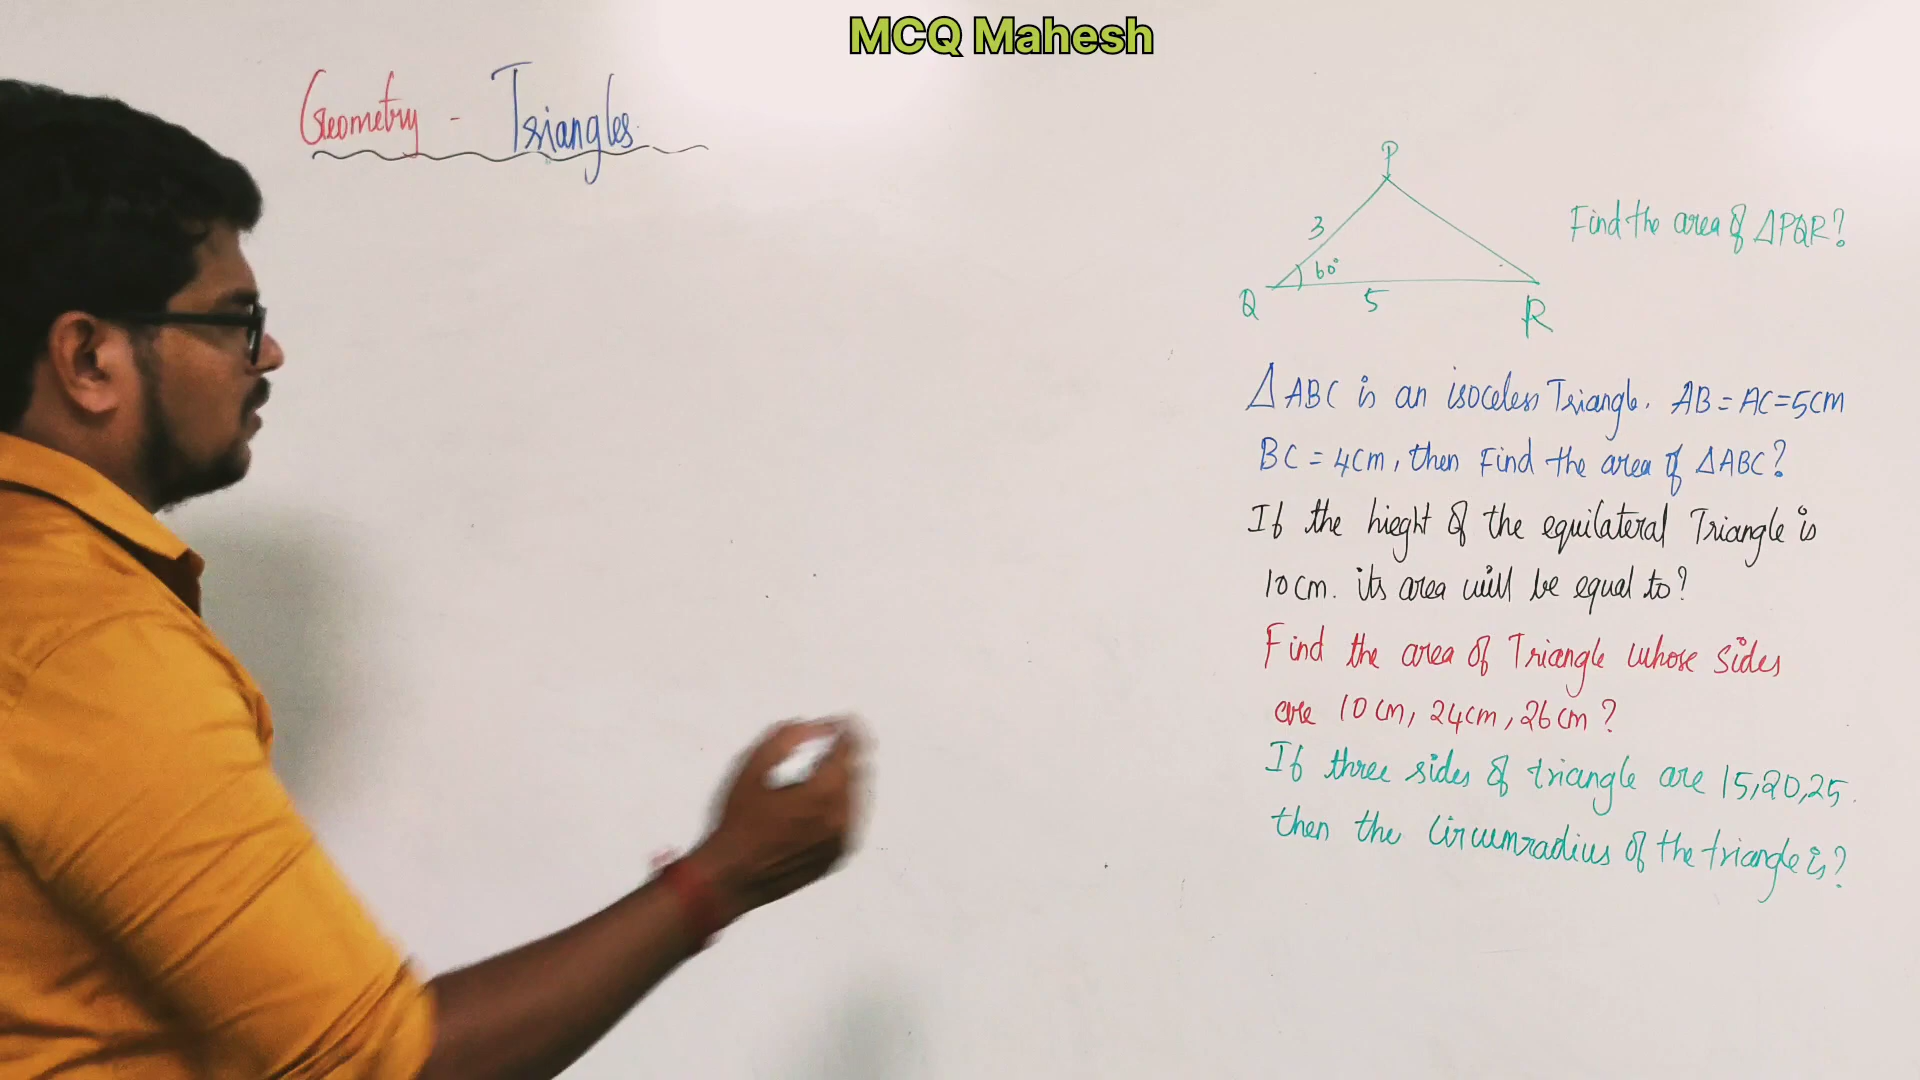 MCQ Mahesh
Geometry - Triangles
P
3
60°
Q
5
R
Find the area of △PQR?
△ABC is an isoceless Triangle. AB = AC = 5cm
BC = 4cm, then Find the area of △ABC?
If the hieght of the equilateral Triangle is
10cm. its area will be equal to?
Find the area of Triangle whose sides
are 10cm, 24cm, 26cm?
If three sides of triangle are 15,20,25.
then the circumradius of the triangle is?